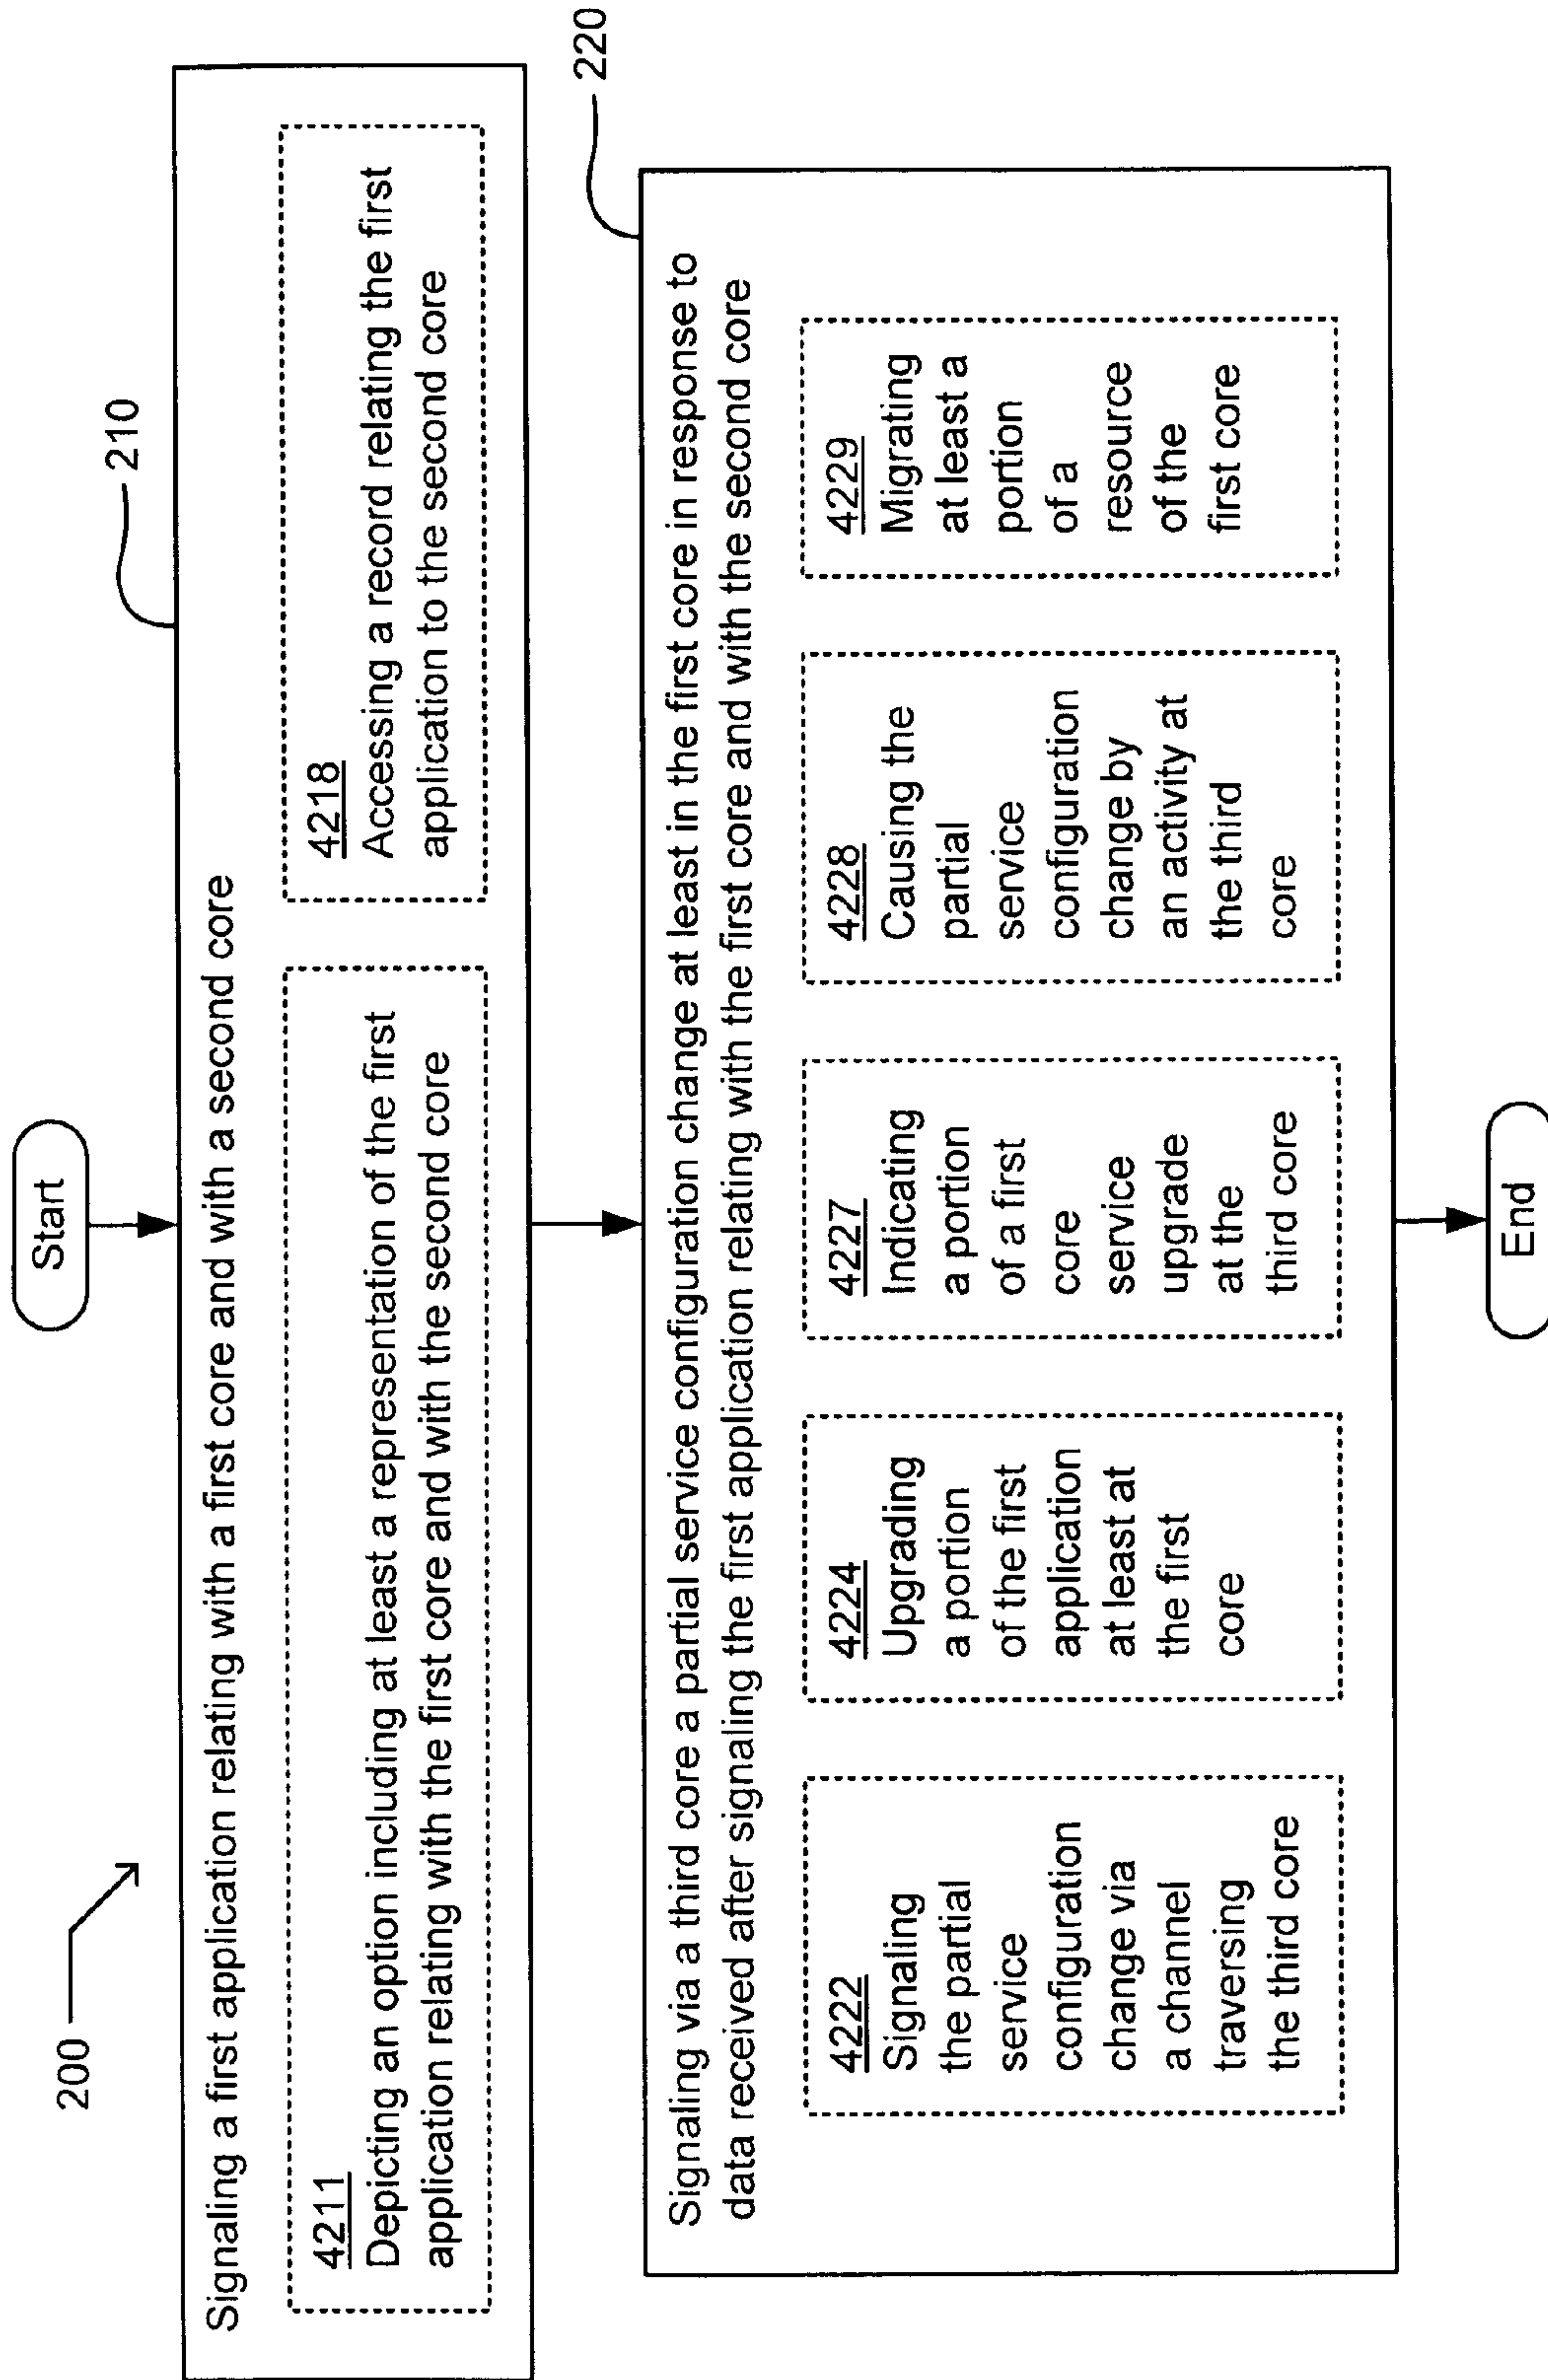 200
Start
210
Signaling a first application relating with a first core and with a second core
4211
Depicting an option including at least a representation of the first
application relating with the first core and with the second core
4218
Accessing a record relating the first
application to the second core
220
Signaling via a third core a partial service configuration change at least in the first core in response to
data received after signaling the first application relating with the first core and with the second core
4222
Signaling
the partial
service
configuration
change via
a channel
traversing
the third core
4224
Upgrading
a portion
of the first
application
at least at
the first
core
4227
Indicating
a portion
of a first
core
service
upgrade
at the
third core
4228
Causing the
partial
service
configuration
change by
an activity at
the third
core
4229
Migrating
at least a
portion
of a
resource
of the
first core
End